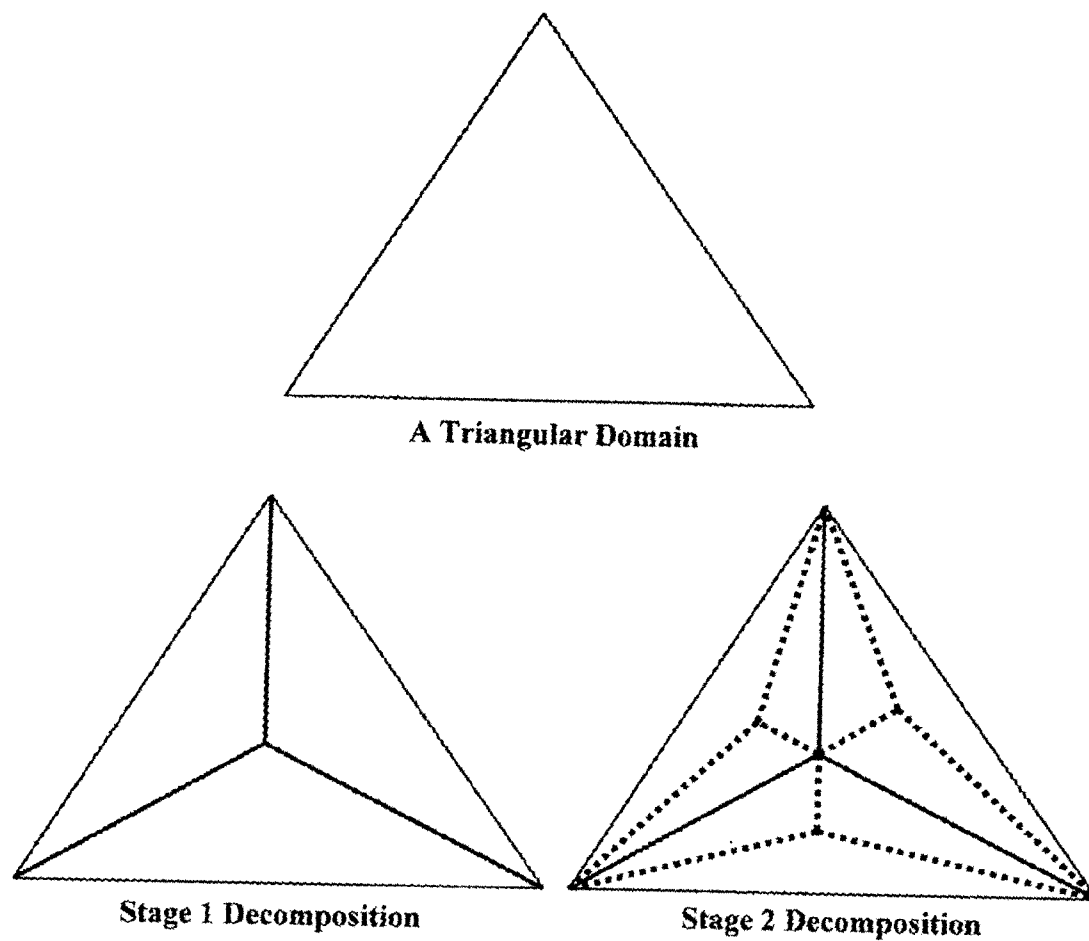 A Triangular Domain
Stage 1 Decomposition
Stage 2 Decomposition